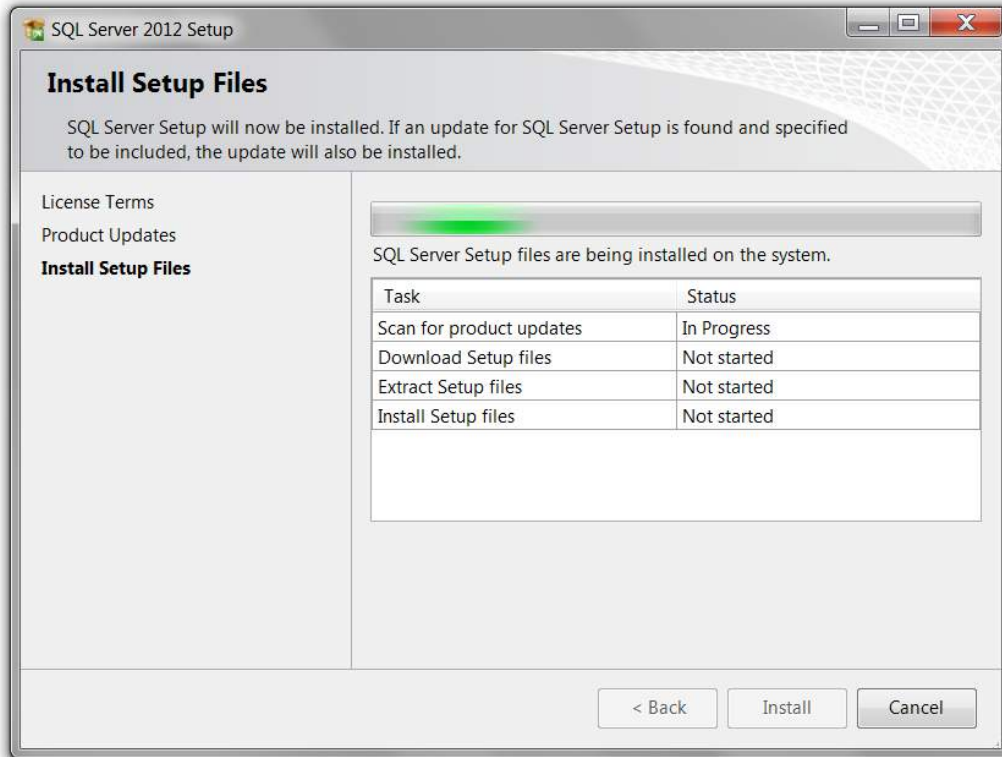 SQL Server 2012 Setup
Install Setup Files
SQL Server Setup will now be installed. If an update for SQL Server Setup is found and specified
to be included, the update will also be installed.
License Terms
Product Updates
Install Setup Files
SQL Server Setup files are being installed on the system.
Task Status
Scan for product updates In Progress
Download Setup files Not started
Extract Setup files Not started
Install Setup files Not started
< Back Install Cancel